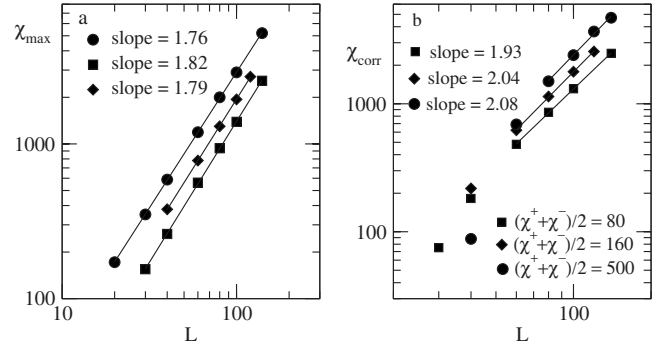 a
χmax
slope = 1.76
slope = 1.82
slope = 1.79
1000
100
10
100
L
b
χcorr
slope = 1.93
slope = 2.04
slope = 2.08
1000
100
(χ⁺+χ⁻)/2 = 80
(χ⁺+χ⁻)/2 = 160
(χ⁺+χ⁻)/2 = 500
100
L